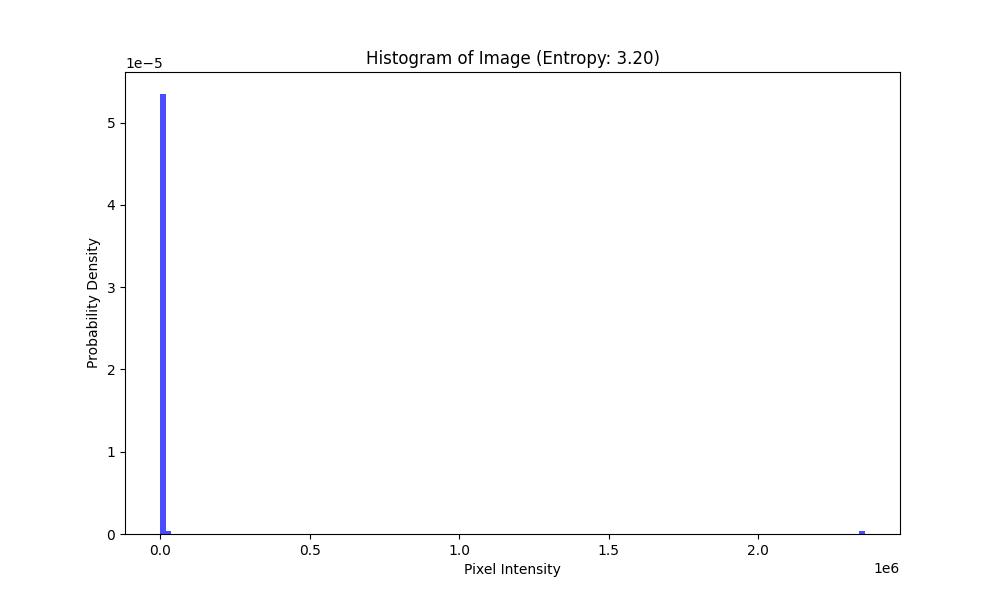 Histogram of Image (Entropy: 3.20)
1e−5
5
4
3
2
1
0
Probability Density
0.0 0.5 1.0 1.5 2.0
1e6
Pixel Intensity